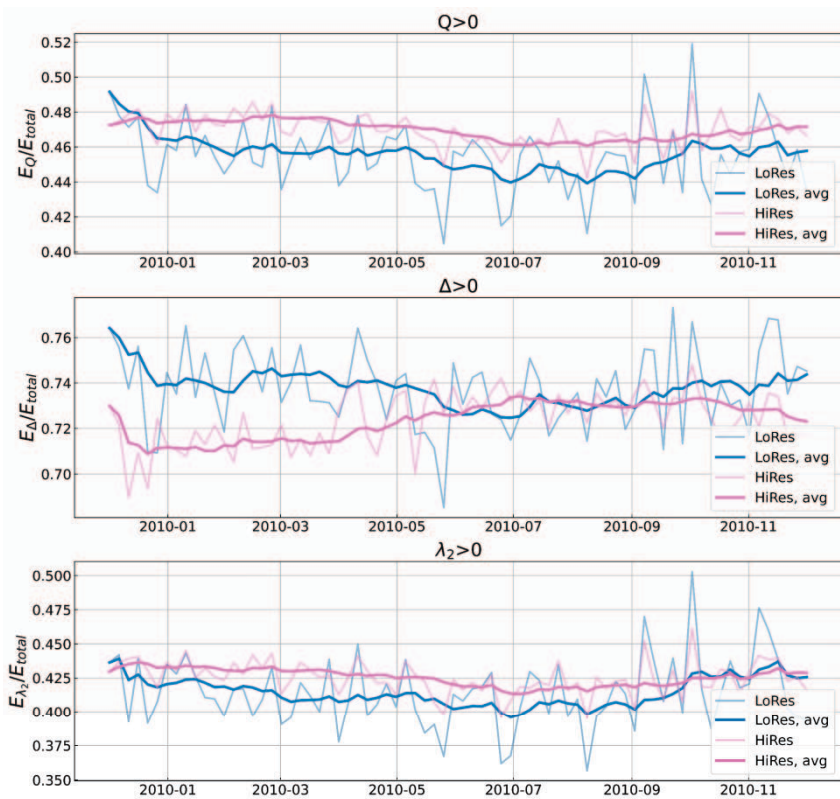 Q>0
E_Q/E_total
0.52
0.50
0.48
0.46
0.44
0.42
0.40
LoRes
LoRes, avg
HiRes
HiRes, avg
2010-01 2010-03 2010-05 2010-07 2010-09 2010-11
Δ>0
E_Δ/E_total
0.76
0.74
0.72
0.70
LoRes
LoRes, avg
HiRes
HiRes, avg
2010-01 2010-03 2010-05 2010-07 2010-09 2010-11
λ₂>0
E_λ₂/E_total
0.500
0.475
0.450
0.425
0.400
0.375
0.350
LoRes
LoRes, avg
HiRes
HiRes, avg
2010-01 2010-03 2010-05 2010-07 2010-09 2010-11